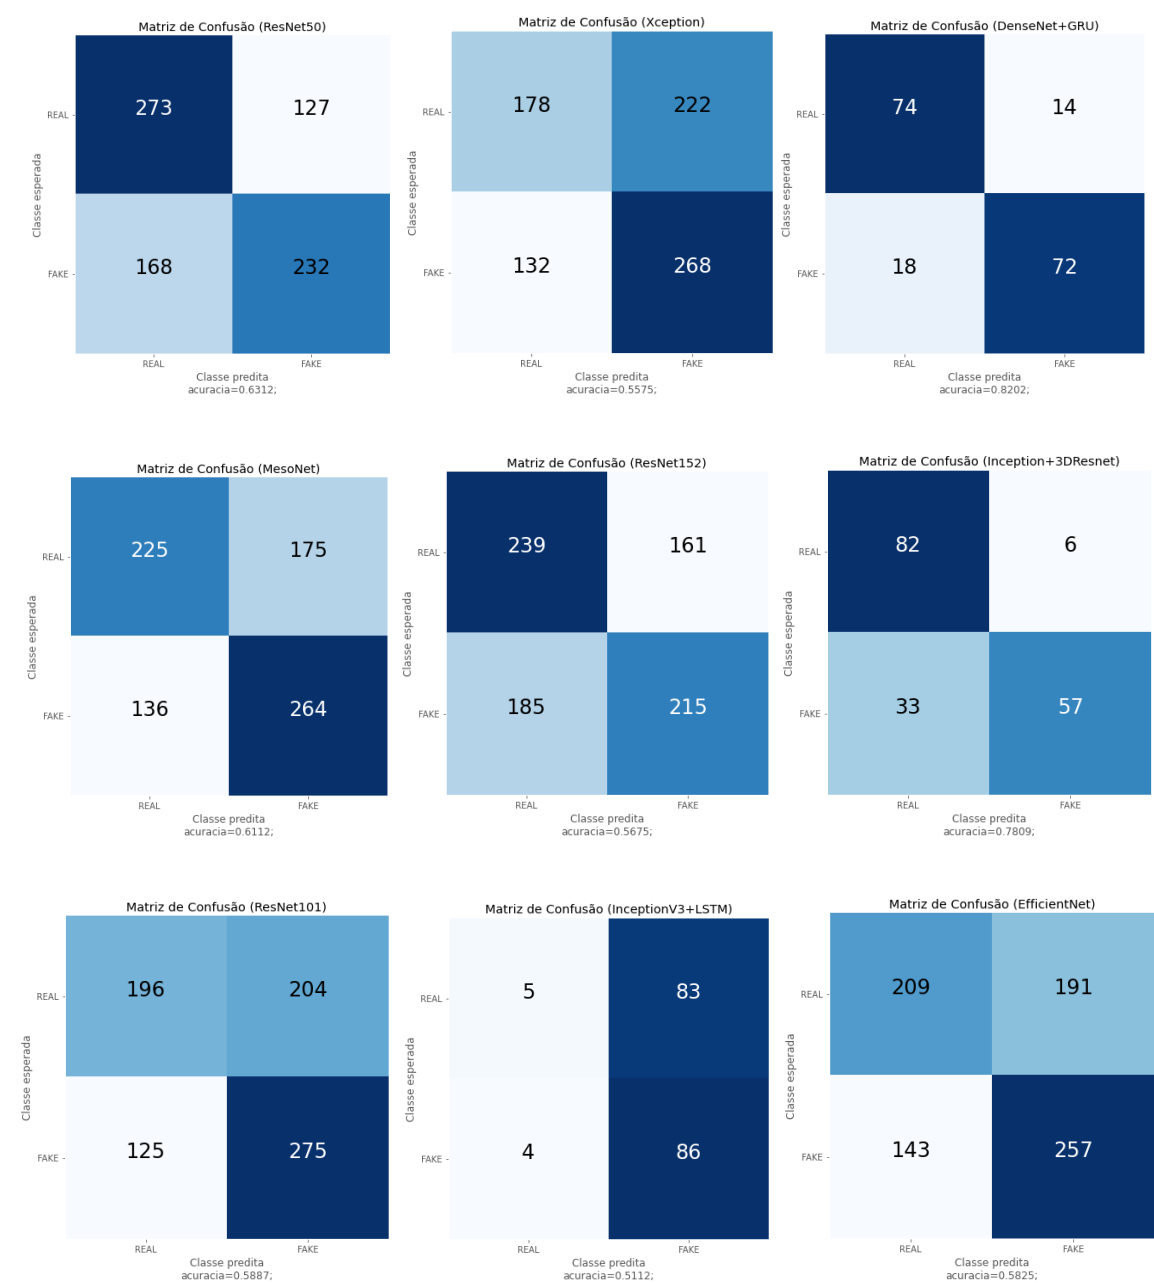 Matriz de Confusão (ResNet50)
273 127
168 232
REAL
FAKE
Classe esperada
REAL FAKE
Classe predita
acuracia=0.6312;
Matriz de Confusão (Xception)
178 222
132 268
REAL
FAKE
Classe esperada
REAL FAKE
Classe predita
acuracia=0.5575;
Matriz de Confusão (DenseNet+GRU)
74 14
18 72
REAL
FAKE
Classe esperada
REAL FAKE
Classe predita
acuracia=0.8202;
Matriz de Confusão (MesoNet)
225 175
136 264
REAL
FAKE
Classe esperada
REAL FAKE
Classe predita
acuracia=0.6112;
Matriz de Confusão (ResNet152)
239 161
185 215
REAL
FAKE
Classe esperada
REAL FAKE
Classe predita
acuracia=0.5675;
Matriz de Confusão (Inception+3DResnet)
82 6
33 57
REAL
FAKE
Classe esperada
REAL FAKE
Classe predita
acuracia=0.7809;
Matriz de Confusão (ResNet101)
196 204
125 275
REAL
FAKE
Classe esperada
REAL FAKE
Classe predita
acuracia=0.5887;
Matriz de Confusão (InceptionV3+LSTM)
5 83
4 86
REAL
FAKE
Classe esperada
REAL FAKE
Classe predita
acuracia=0.5112;
Matriz de Confusão (EfficientNet)
209 191
143 257
REAL
FAKE
Classe esperada
REAL FAKE
Classe predita
acuracia=0.5825;